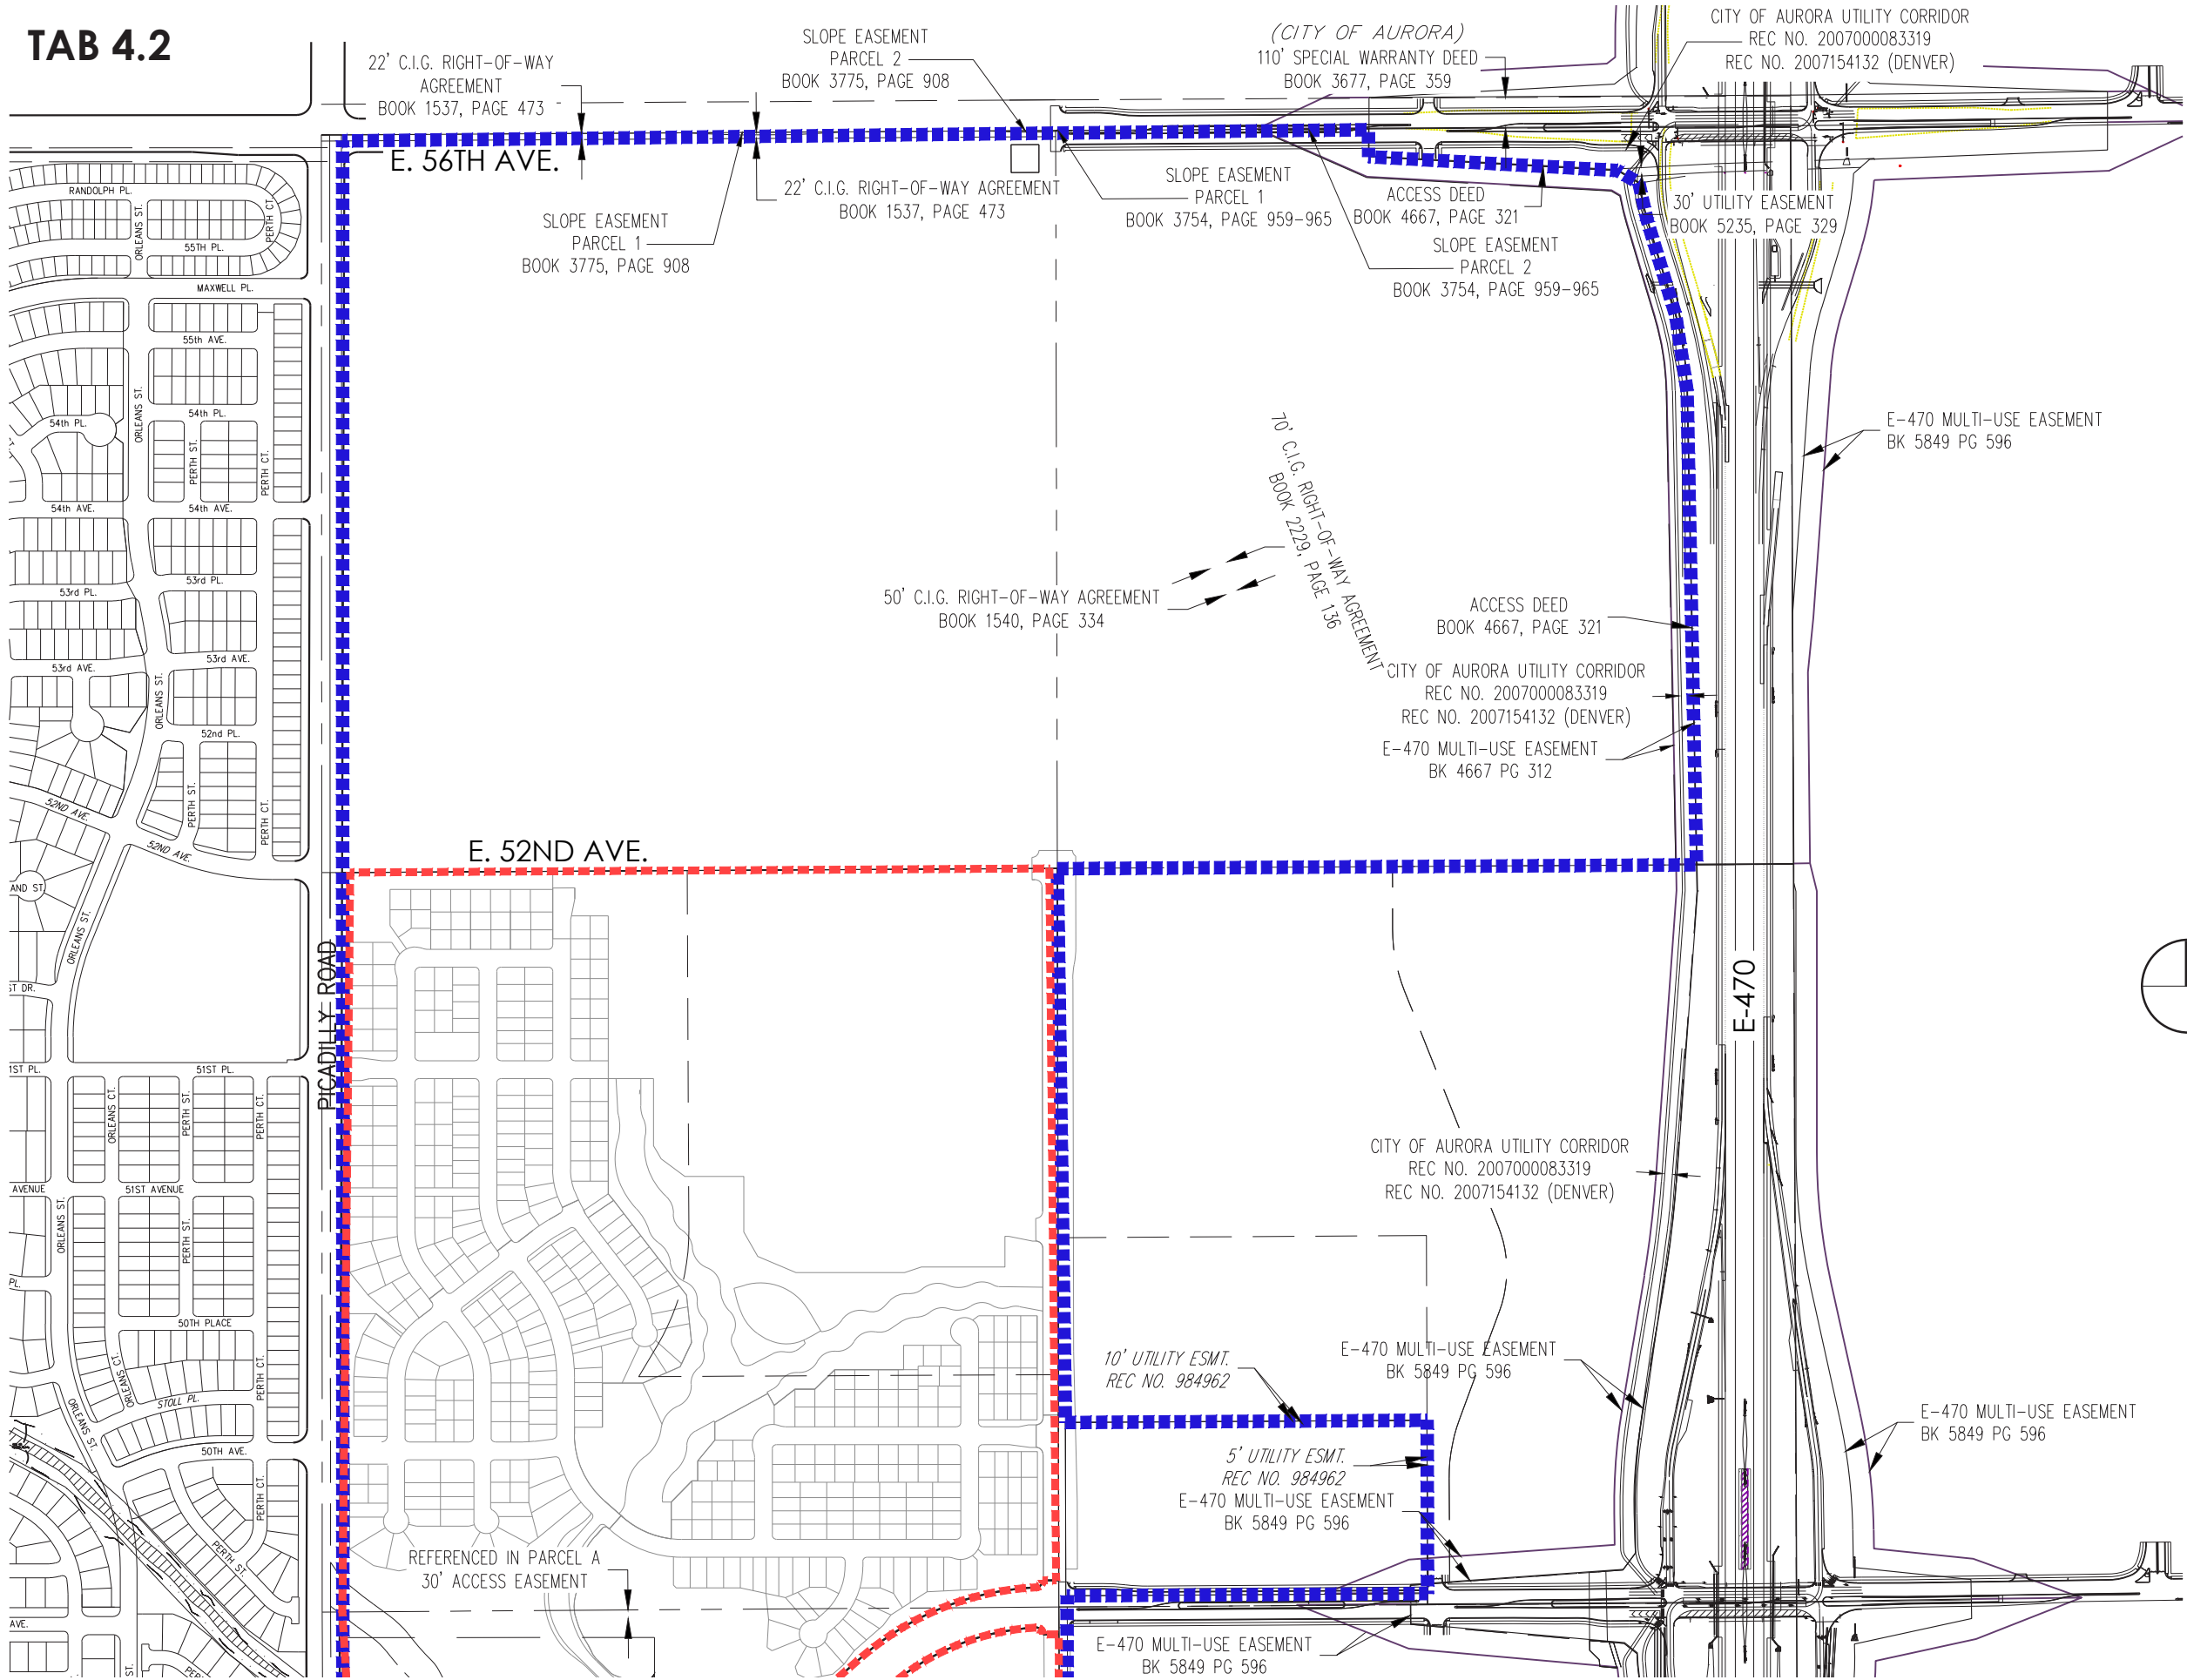 TAB 4.2
22' C.I.G. RIGHT-OF-WAY
AGREEMENT
BOOK 1537, PAGE 473
SLOPE EASEMENT
PARCEL 2
BOOK 3775, PAGE 908
(CITY OF AURORA)
110' SPECIAL WARRANTY DEED
BOOK 3677, PAGE 359
CITY OF AURORA UTILITY CORRIDOR
REC NO. 2007000083319
REC NO. 2007154132 (DENVER)
E. 56TH AVE.
SLOPE EASEMENT
PARCEL 1
BOOK 3775, PAGE 908
22' C.I.G. RIGHT-OF-WAY AGREEMENT
BOOK 1537, PAGE 473
SLOPE EASEMENT
PARCEL 1
BOOK 3754, PAGE 959-965
ACCESS DEED
BOOK 4667, PAGE 321
SLOPE EASEMENT
PARCEL 2
BOOK 3754, PAGE 959-965
30' UTILITY EASEMENT
BOOK 5235, PAGE 329
RANDOLPH PL.
ORLEANS ST.
PERTH CT.
55TH PL.
MAXWELL PL.
55th AVE.
ORLEANS ST.
54th PL.
54th PL.
PERTH ST.
PERTH CT.
54th AVE.
54th AVE.
53rd PL.
53rd PL.
53rd AVE.
53rd AVE.
ORLEANS ST.
52nd PL.
PERTH ST.
PERTH CT.
52ND AVE.
52ND AVE.
E-470 MULTI-USE EASEMENT
BK 5849 PG 596
70' C.I.G. RIGHT-OF-WAY AGREEMENT
BOOK 2229, PAGE 136
50' C.I.G. RIGHT-OF-WAY AGREEMENT
BOOK 1540, PAGE 334
ACCESS DEED
BOOK 4667, PAGE 321
CITY OF AURORA UTILITY CORRIDOR
REC NO. 2007000083319
REC NO. 2007154132 (DENVER)
E-470 MULTI-USE EASEMENT
BK 4667 PG 312
E. 52ND AVE.
AND ST.
ORLEANS ST.
ST DR.
PICADILLY ROAD
E-470
1ST PL.
51ST PL.
ORLEANS CT.
PERTH ST.
PERTH CT.
AVENUE
51ST AVENUE
ORLEANS ST.
PERTH ST.
PL.
50TH PLACE
ORLEANS CT.
PERTH CT.
STOLL PL.
ORLEANS ST.
50TH AVE.
PERTH CT.
PERTH ST.
AVE.
ST.
PER
CITY OF AURORA UTILITY CORRIDOR
REC NO. 2007000083319
REC NO. 2007154132 (DENVER)
10' UTILITY ESMT.
REC NO. 984962
E-470 MULTI-USE EASEMENT
BK 5849 PG 596
5' UTILITY ESMT.
REC NO. 984962
E-470 MULTI-USE EASEMENT
BK 5849 PG 596
E-470 MULTI-USE EASEMENT
BK 5849 PG 596
REFERENCED IN PARCEL A
30' ACCESS EASEMENT
E-470 MULTI-USE EASEMENT
BK 5849 PG 596